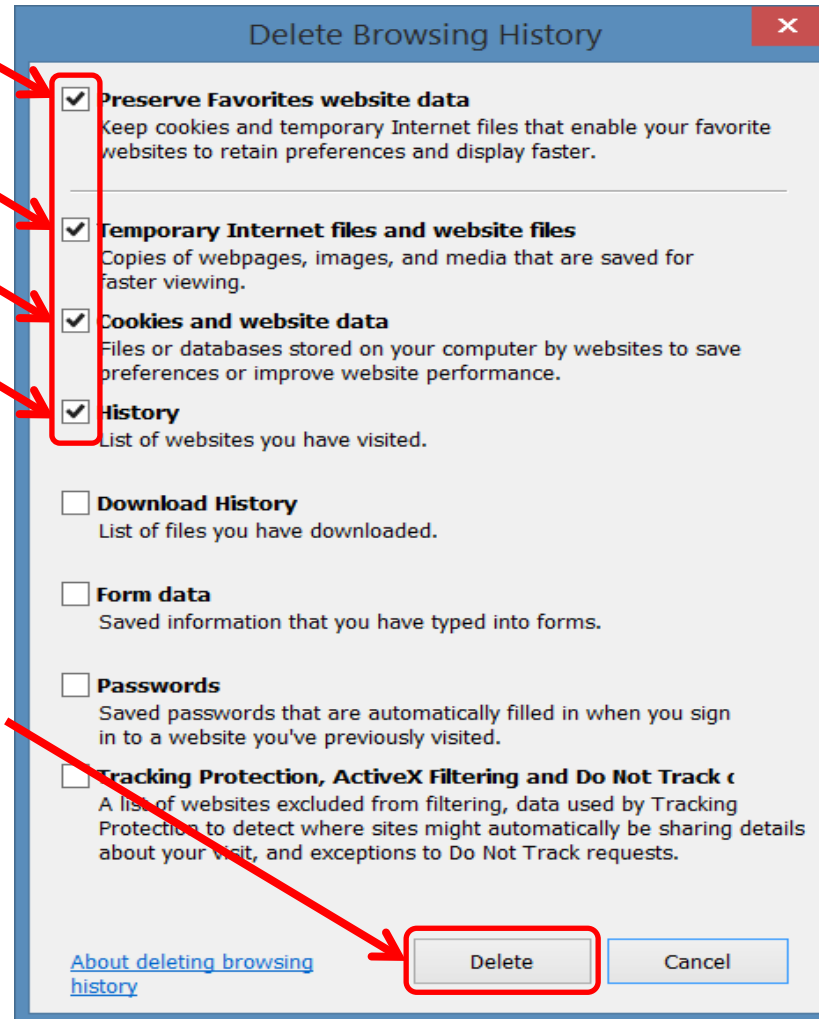 Delete Browsing History
Preserve Favorites website data
Keep cookies and temporary Internet files that enable your favorite
websites to retain preferences and display faster.
Temporary Internet files and website files
Copies of webpages, images, and media that are saved for
faster viewing.
Cookies and website data
Files or databases stored on your computer by websites to save
preferences or improve website performance.
History
List of websites you have visited.
Download History
List of files you have downloaded.
Form data
Saved information that you have typed into forms.
Passwords
Saved passwords that are automatically filled in when you sign
in to a website you've previously visited.
Tracking Protection, ActiveX Filtering and Do Not Track
A list of websites excluded from filtering, data used by Tracking
Protection to detect where sites might automatically be sharing details
about your visit, and exceptions to Do Not Track requests.
About deleting browsing
history
Delete
Cancel